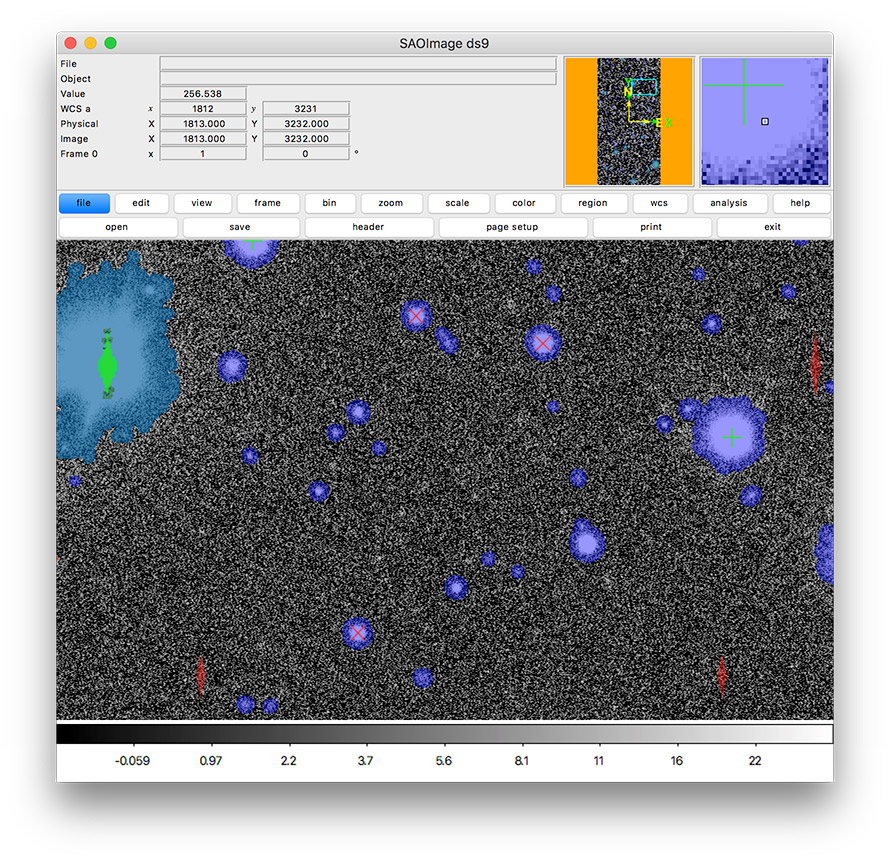 SAOImage ds9
File
Object
Value 256.538
WCS a x 1812 y 3231
Physical X 1813.000 Y 3232.000
Image X 1813.000 Y 3232.000
Frame 0 x 1 0 °
Y
N
E X
file edit view frame bin zoom scale color region wcs analysis help
open save header page setup print exit
-0.059 0.97 2.2 3.7 5.6 8.1 11 16 22